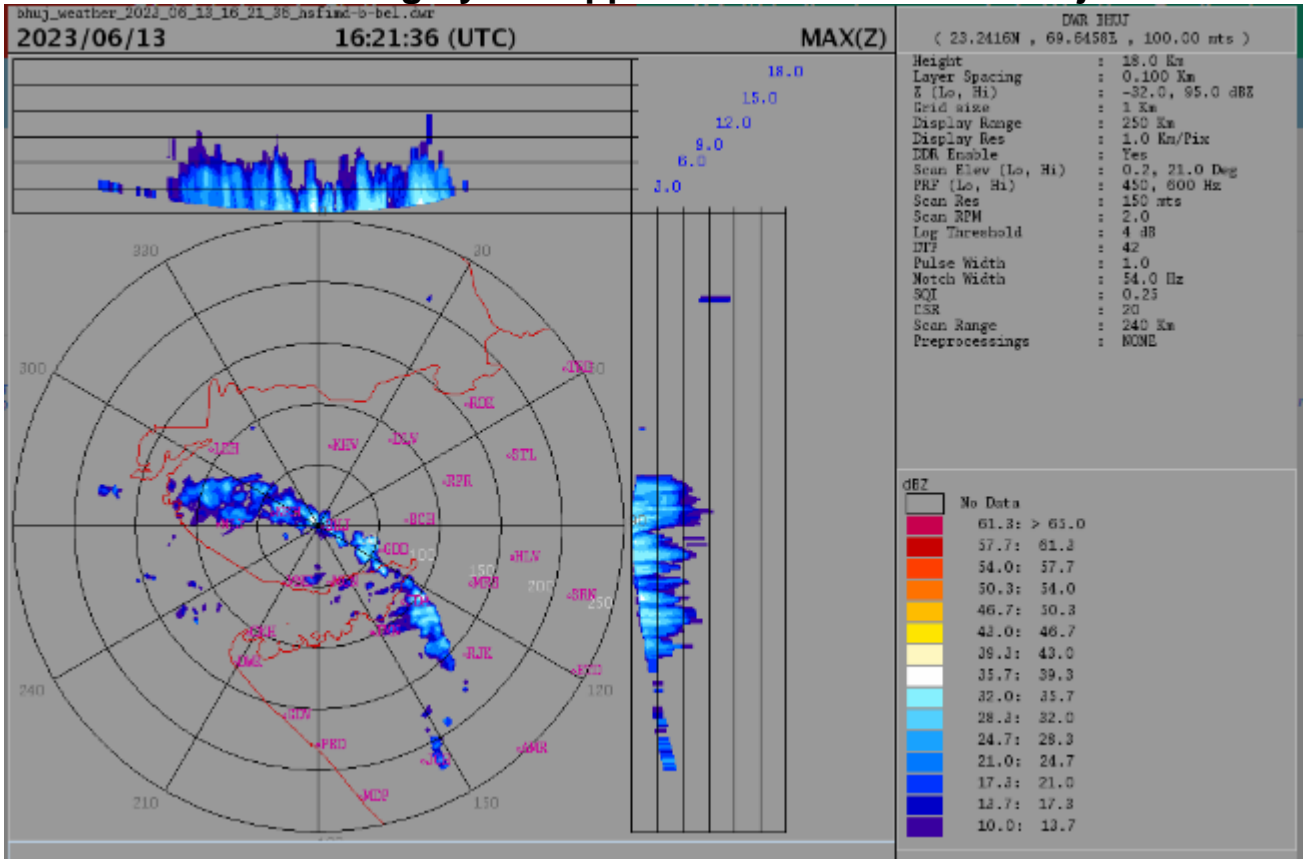 bhuj_weather_2023_06_13_16_21_36_hsfimd-b-bel.dwr
2023/06/13 16:21:36 (UTC) MAX(Z)
18.0
15.0
12.0
9.0
6.0
3.0
330
30
300
240
210
150
120
100
150
200
250
LKH
KHV
DLV
RPR
STL
BCH
GDD
HLV
MRB
SRN
RJK
DWK
PBD
MDP
AMR
DWR BHUJ
( 23.2416N , 69.6458E , 100.00 mts )
Height : 18.0 Km
Layer Spacing : 0.100 Km
Z (Lo, Hi) : -32.0, 95.0 dBZ
Grid size : 1 Km
Display Range : 250 Km
Display Res : 1.0 Km/Pix
DDR Enable : Yes
Scan Elev (Lo, Hi) : 0.2, 21.0 Deg
PRF (Lo, Hi) : 450, 600 Hz
Scan Res : 150 mts
Scan RPM : 2.0
Log Threshold : 4 dB
: 42
Pulse Width : 1.0
Notch Width : 54.0 Hz
SQI : 0.25
CSR : 20
Scan Range : 240 Km
Preprocessings : NONE
dBZ
No Data
61.3: > 65.0
57.7: 61.3
54.0: 57.7
50.3: 54.0
46.7: 50.3
43.0: 46.7
39.3: 43.0
35.7: 39.3
32.0: 35.7
28.3: 32.0
24.7: 28.3
21.0: 24.7
17.3: 21.0
13.7: 17.3
10.0: 13.7